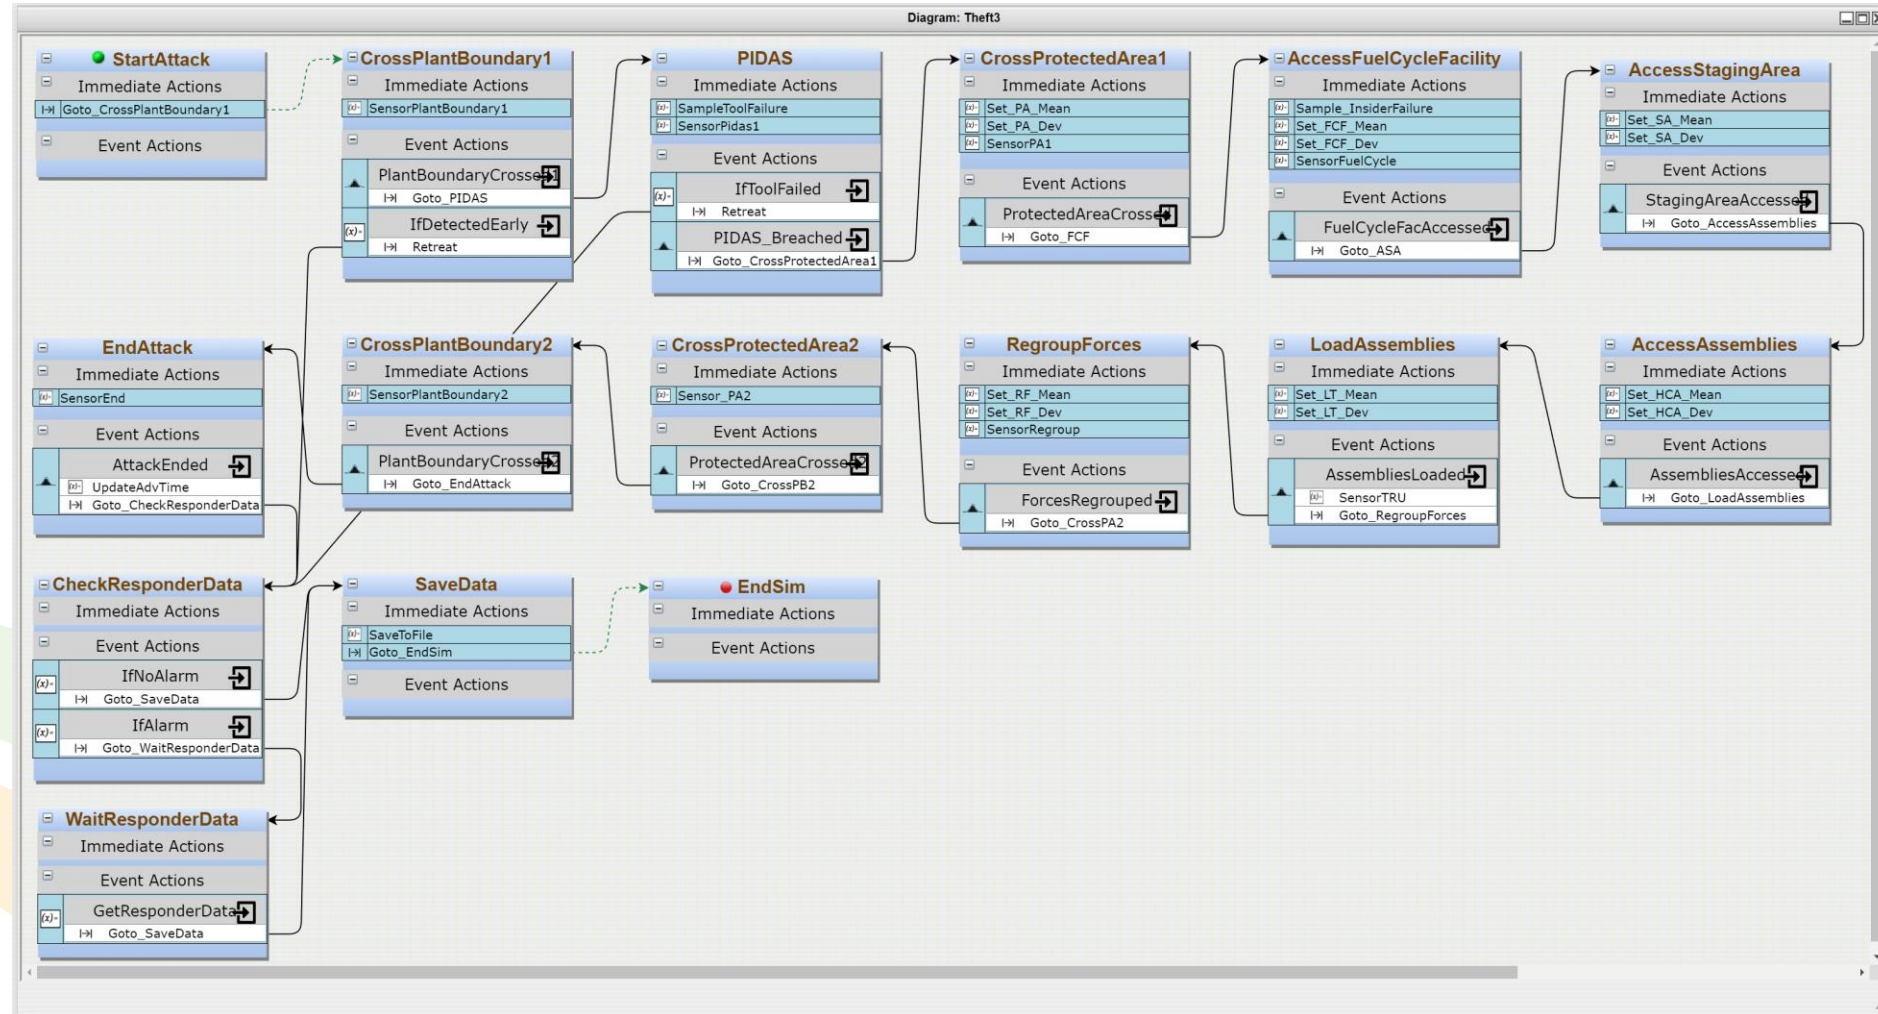 Diagram: Theft3
StartAttack
Immediate Actions
Goto_CrossPlantBoundary1
Event Actions
CrossPlantBoundary1
Immediate Actions
SensorPlantBoundary1
Event Actions
PlantBoundaryCrossed1
Goto_PIDAS
(x)- IfDetectedEarly
Retreat
PIDAS
Immediate Actions
SampleToolFailure
SensorPidas1
Event Actions
(x)- IfToolFailed
Retreat
PIDAS_Breached
Goto_CrossProtectedArea1
CrossProtectedArea1
Immediate Actions
Set_PA_Mean
Set_PA_Dev
SensorPA1
Event Actions
ProtectedAreaCrossed
Goto_FCF
AccessFuelCycleFacility
Immediate Actions
Sample_InsiderFailure
Set_FCF_Mean
Set_FCF_Dev
SensorFuelCycle
Event Actions
FuelCycleFacAccessed
Goto_ASA
AccessStagingArea
Immediate Actions
Set_SA_Mean
Set_SA_Dev
Event Actions
StagingAreaAccessed
Goto_AccessAssemblies
EndAttack
Immediate Actions
SensorEnd
Event Actions
AttackEnded
UpdateAdvTime
Goto_CheckResponderData
CrossPlantBoundary2
Immediate Actions
SensorPlantBoundary2
Event Actions
PlantBoundaryCrossed2
Goto_EndAttack
CrossProtectedArea2
Immediate Actions
Sensor_PA2
Event Actions
ProtectedAreaCrossed2
Goto_CrossPB2
RegroupForces
Immediate Actions
Set_RF_Mean
Set_RF_Dev
SensorRegroup
Event Actions
ForcesRegrouped
Goto_CrossPA2
LoadAssemblies
Immediate Actions
Set_LT_Mean
Set_LT_Dev
Event Actions
AssembliesLoaded
SensorTRU
Goto_RegroupForces
AccessAssemblies
Immediate Actions
Set_HCA_Mean
Set_HCA_Dev
Event Actions
AssembliesAccessed
Goto_LoadAssemblies
CheckResponderData
Immediate Actions
Event Actions
(x)- IfNoAlarm
Goto_SaveData
(x)- IfAlarm
Goto_WaitResponderData
SaveData
Immediate Actions
SaveToFile
Goto_EndSim
Event Actions
EndSim
Immediate Actions
Event Actions
WaitResponderData
Immediate Actions
Event Actions
(x)- GetResponderData
Goto_SaveData